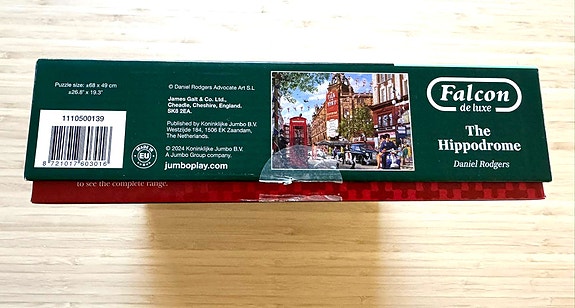 Puzzle size: ±68 x 49 cm
±26.8" x 19.3"
1110500139
8 721017 603016
© Daniel Rodgers Advocate Art S.L
James Galt & Co. Ltd.,
Cheadle, Cheshire, England.
SK8 2EA.
Published by Koninklijke Jumbo B.V.
Westzijde 184, 1506 EK Zaandam,
The Netherlands.
MADE IN
EU
© 2024 Koninklijke Jumbo B.V.
A Jumbo Group company.
jumboplay.com
Falcon
de luxe
The
Hippodrome
Daniel Rodgers
to see the complete range.